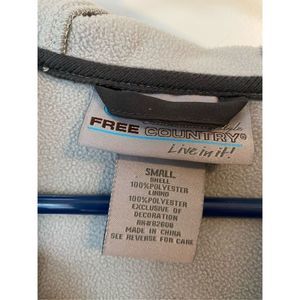 FREE COUNTRY®
Live in it!
SMALL
SHELL
100%POLYESTER
LINING
100%POLYESTER
EXCLUSIVE OF
DECORATION
RN#82608
MADE IN CHINA
SEE REVERSE FOR CARE